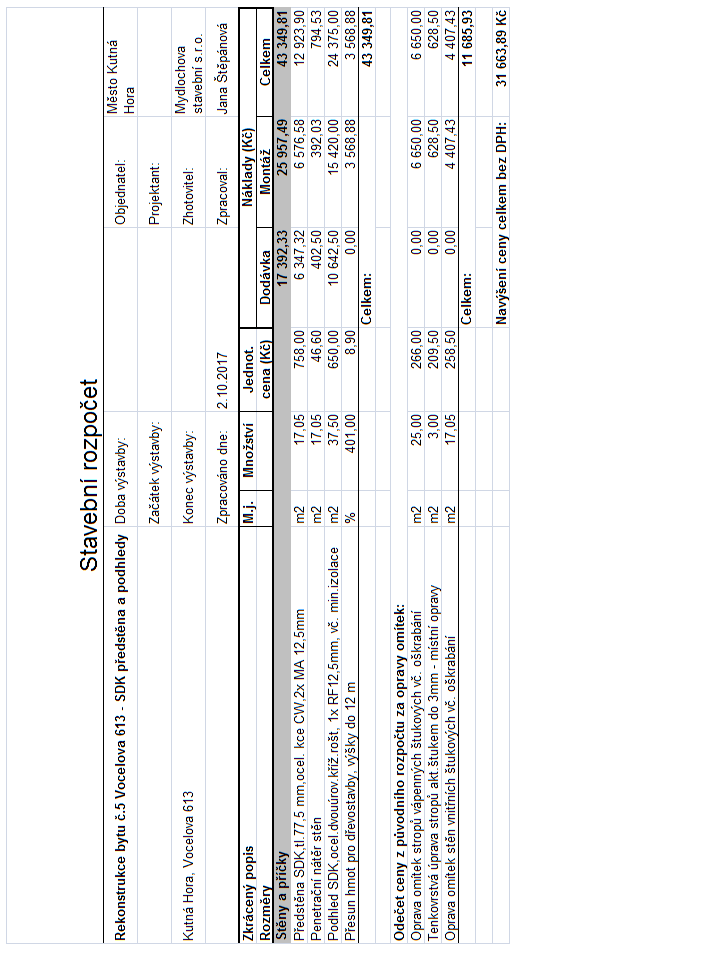 Stavební rozpočet
Rekonstrukce bytu č.5 Vocelova 613 - SDK předstěna a podhledy Doba výstavby: Objednatel: Město Kutná Hora
Začátek výstavby: Projektant:
Kutná Hora, Vocelova 613 Konec výstavby: Zhotovitel: Mydlochova stavební s.r.o.
Zpracováno dne: 2.10.2017 Zpracoval: Jana Štěpánová
Zkrácený popis M.j. Množství Jednot. Náklady (Kč)
Rozměry cena (Kč) Dodávka Montáž Celkem
Stěny a příčky 17 392,33 25 957,49 43 349,81
Předstěna SDK,tl.77,5 mm,ocel. kce CW,2x MA 12,5mm m2 17,05 758,00 6 347,32 6 576,58 12 923,90
Penetrační nátěr stěn m2 17,05 46,60 402,50 392,03 794,53
Podhled SDK,ocel.dvouúrov.kříž.rošt, 1x RF12,5mm, vč. min.izolace m2 37,50 650,00 10 642,50 15 420,00 24 375,00
Přesun hmot pro dřevostavby, výšky do 12 m % 401,00 8,90 0,00 3 568,88 3 568,88
Celkem: 43 349,81
Odečet ceny z původního rozpočtu za opravy omítek:
Oprava omítek stropů vápenných štukových vč. oškrabání m2 25,00 266,00 0,00 6 650,00 6 650,00
Tenkovrstvá úprava stropů akt.štukem do 3mm - místní opravy m2 3,00 209,50 0,00 628,50 628,50
Oprava omítek stěn vnitřních štukových vč. oškrabání m2 17,05 258,50 0,00 4 407,43 4 407,43
Celkem: 11 685,93
Navýšení ceny celkem bez DPH: 31 663,89 Kč